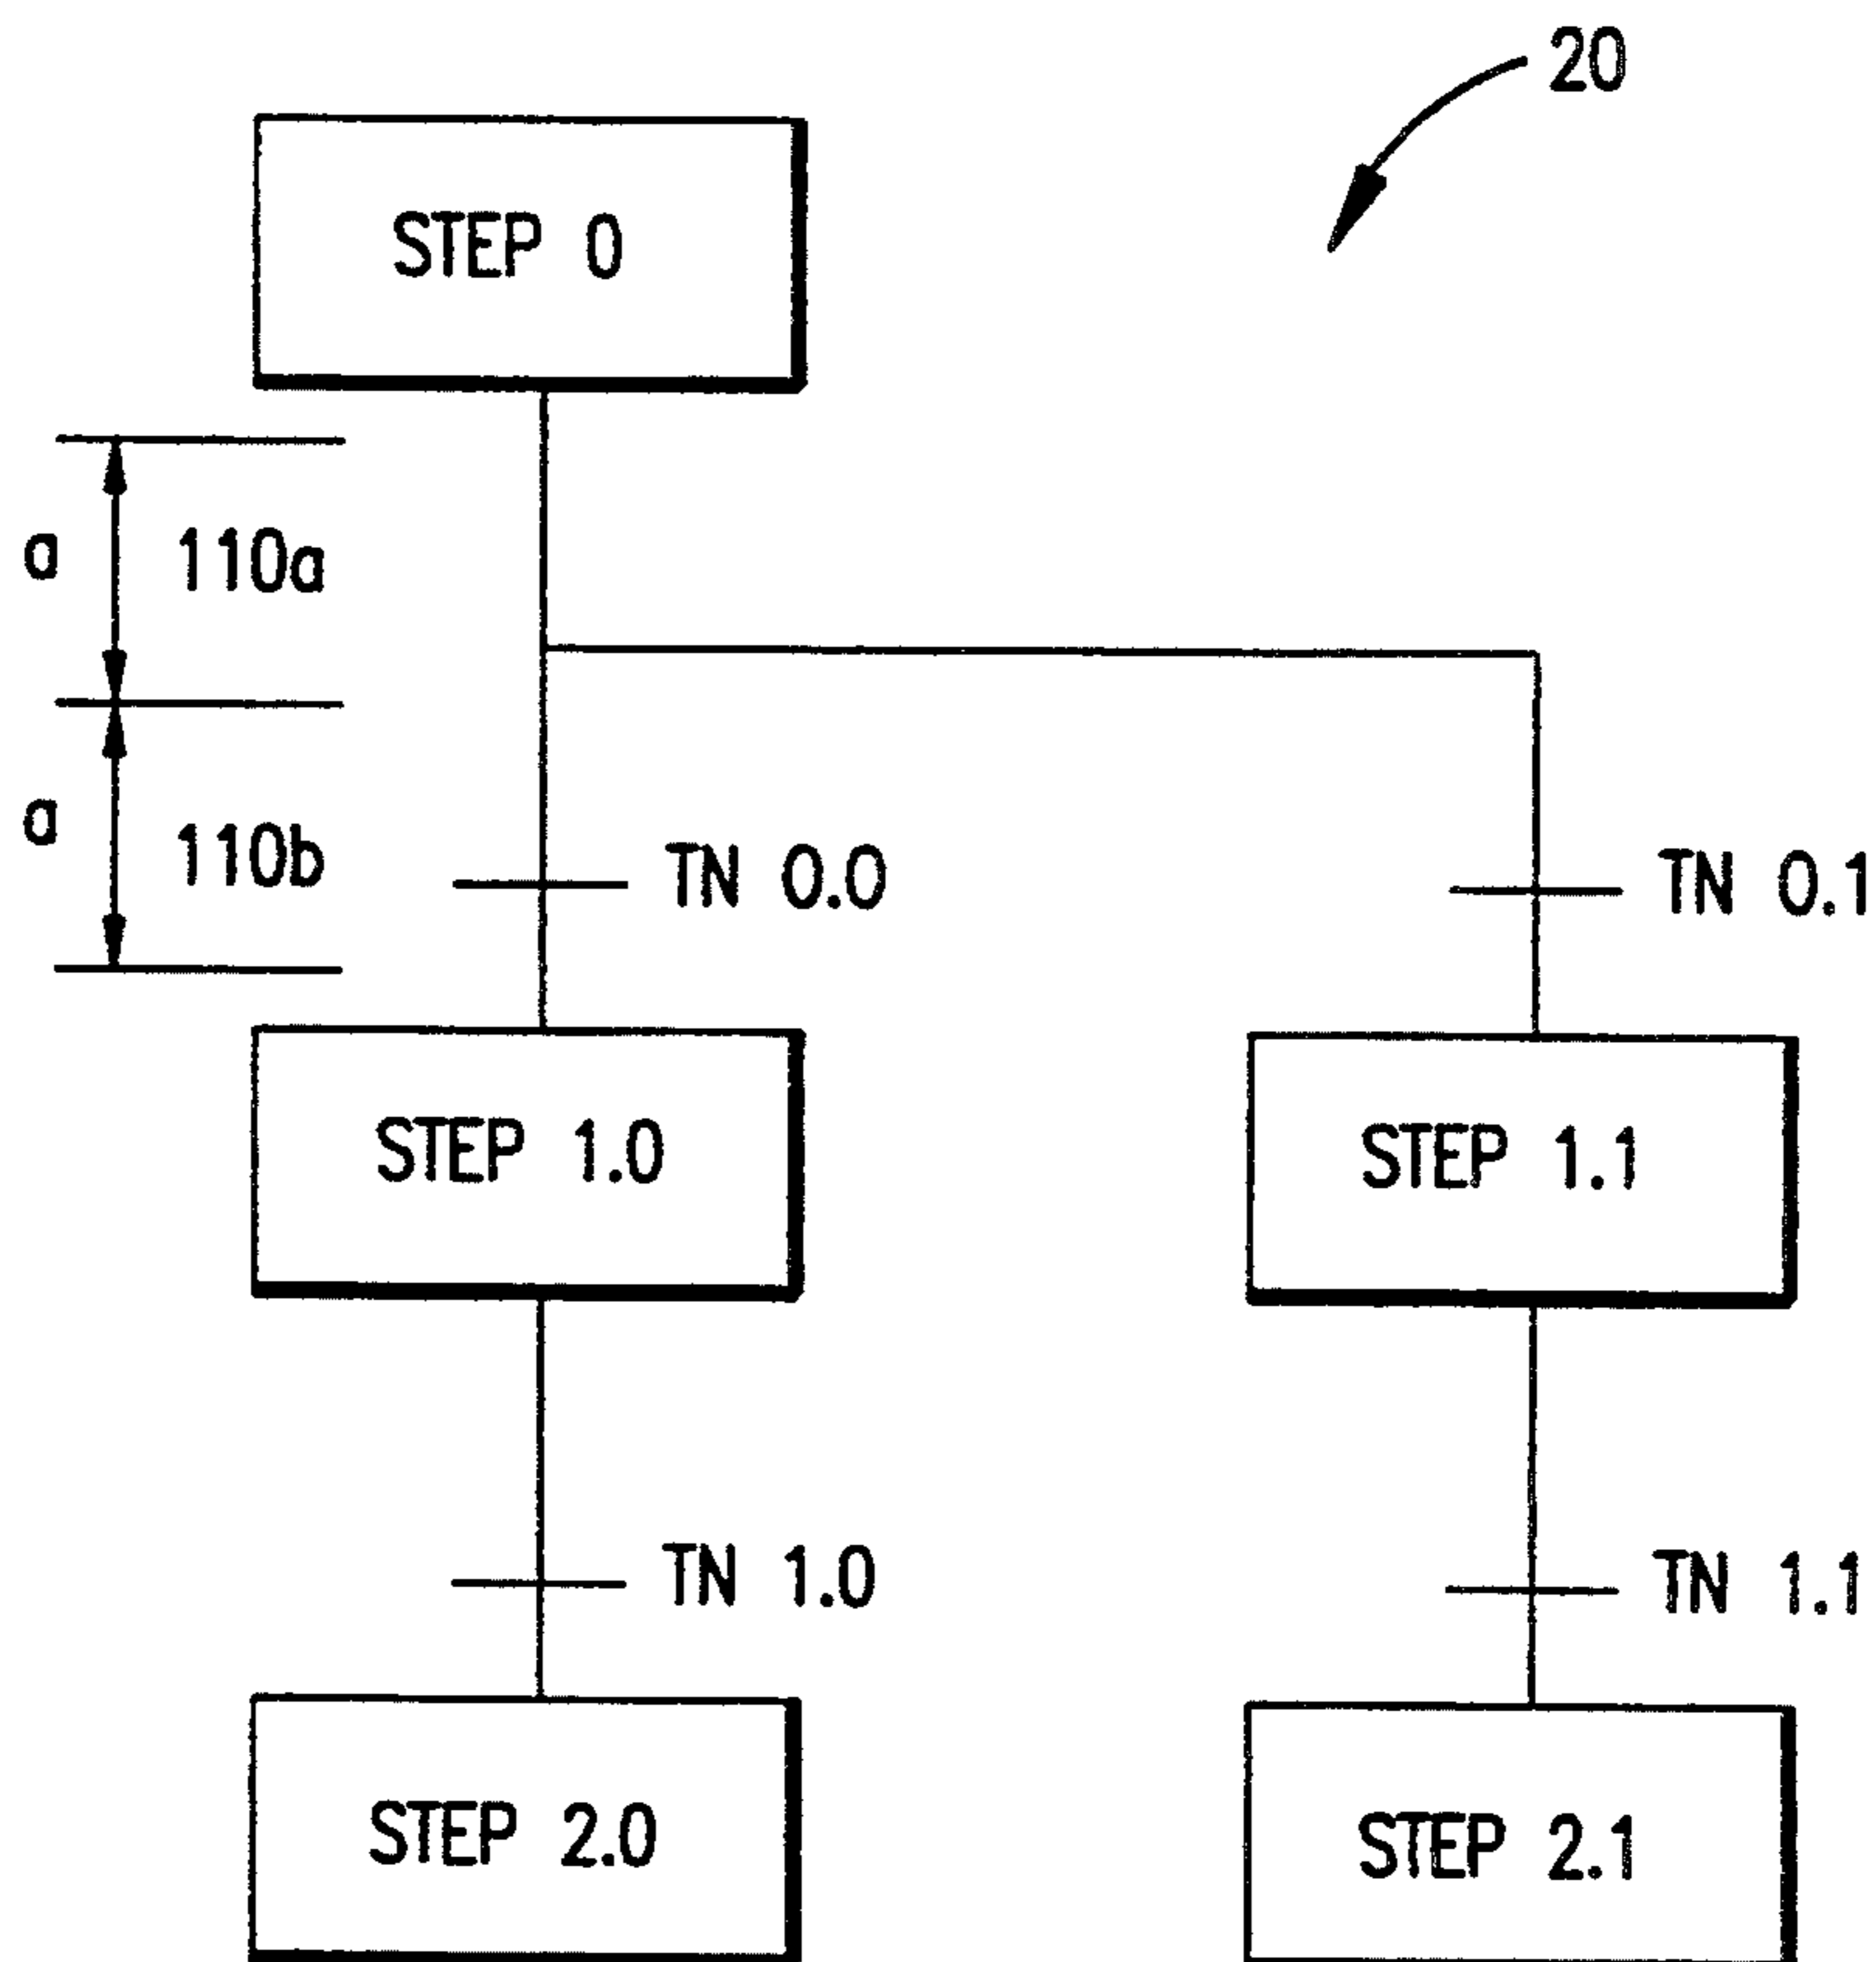 20
STEP 0
a
110a
a
110b
TN 0.0
TN 0.1
STEP 1.0
STEP 1.1
TN 1.0
TN 1.1
STEP 2.0
STEP 2.1